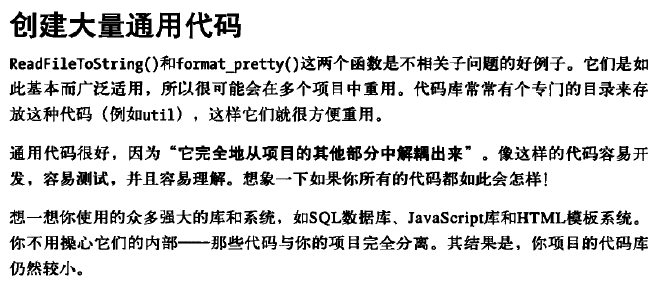 创建大量通用代码
ReadFileToString()和format_pretty()这两个函数是不相关子问题的好例子。它们是如
此基本而广泛适用，所以很可能会在多个项目中重用。代码库常常有个专门的目录来存
放这种代码（例如util），这样它们就很方便重用。
通用代码很好，因为“它完全地从项目的其他部分中解耦出来”。像这样的代码容易开
发，容易测试，并且容易理解。想象一下如果你所有的代码都如此会怎样！
想一想你使用的众多强大的库和系统，如SQL数据库、JavaScript库和HTML模板系统。
你不用操心它们的内部——那些代码与你的项目完全分离。其结果是，你项目的代码库
仍然较小。